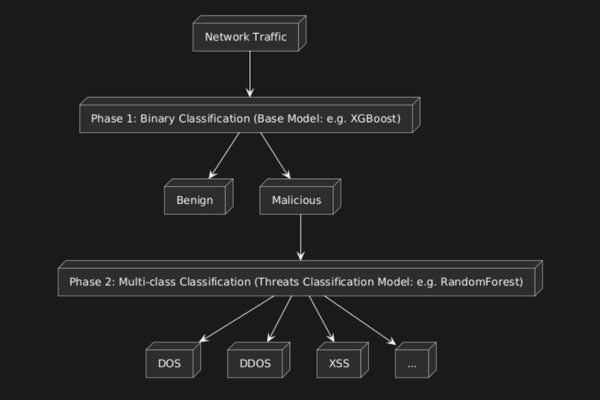 Network Traffic
Phase 1: Binary Classification (Base Model: e.g. XGBoost)
Benign
Malicious
Phase 2: Multi-class Classification (Threats Classification Model: e.g. RandomForest)
DOS
DDOS
XSS
...